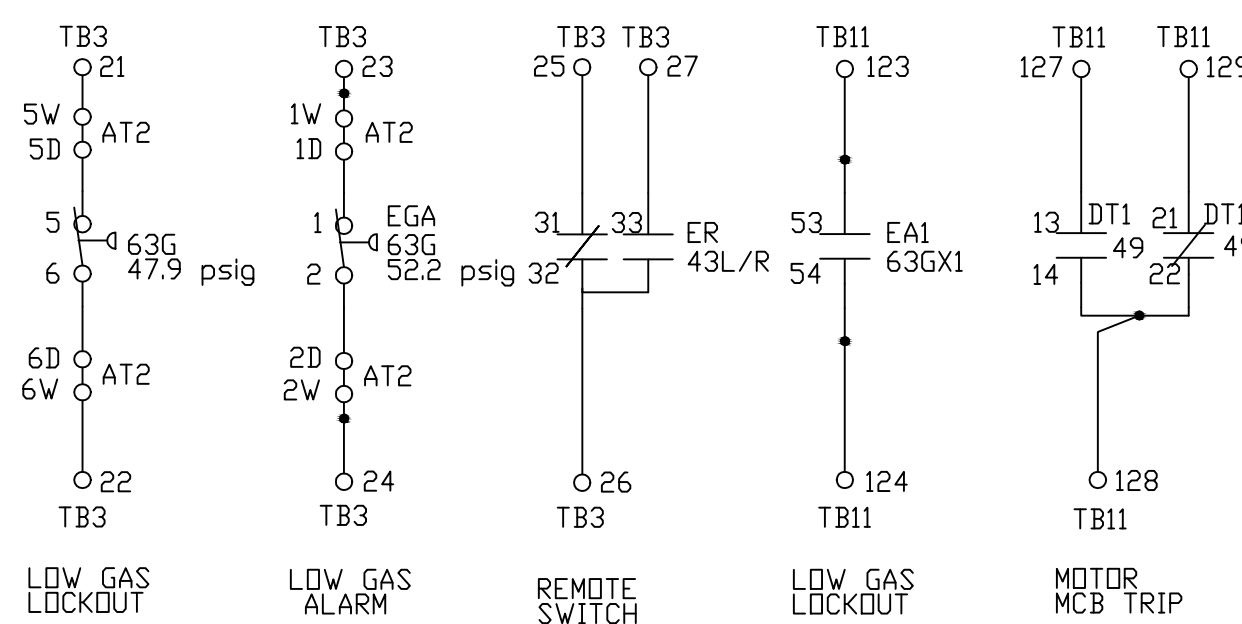 TB3
21
5W
AT2
5D
5
63G
47.9 psig
6
6D
AT2
6W
22
TB3
LOW GAS
LOCKOUT
TB3
23
1W
AT2
1D
1
EGA
63G
52.2 psig
2
2D
AT2
2W
24
TB3
LOW GAS
ALARM
TB3 TB3
25 27
31 33
ER
43L/R
32
26
TB3
REMOTE
SWITCH
TB11
123
53
EA1
63GX1
54
124
TB11
LOW GAS
LOCKOUT
TB11 TB11
127 129
13 DT1 21 DT1
49
14 22
128
TB11
MOTOR
MCB TRIP